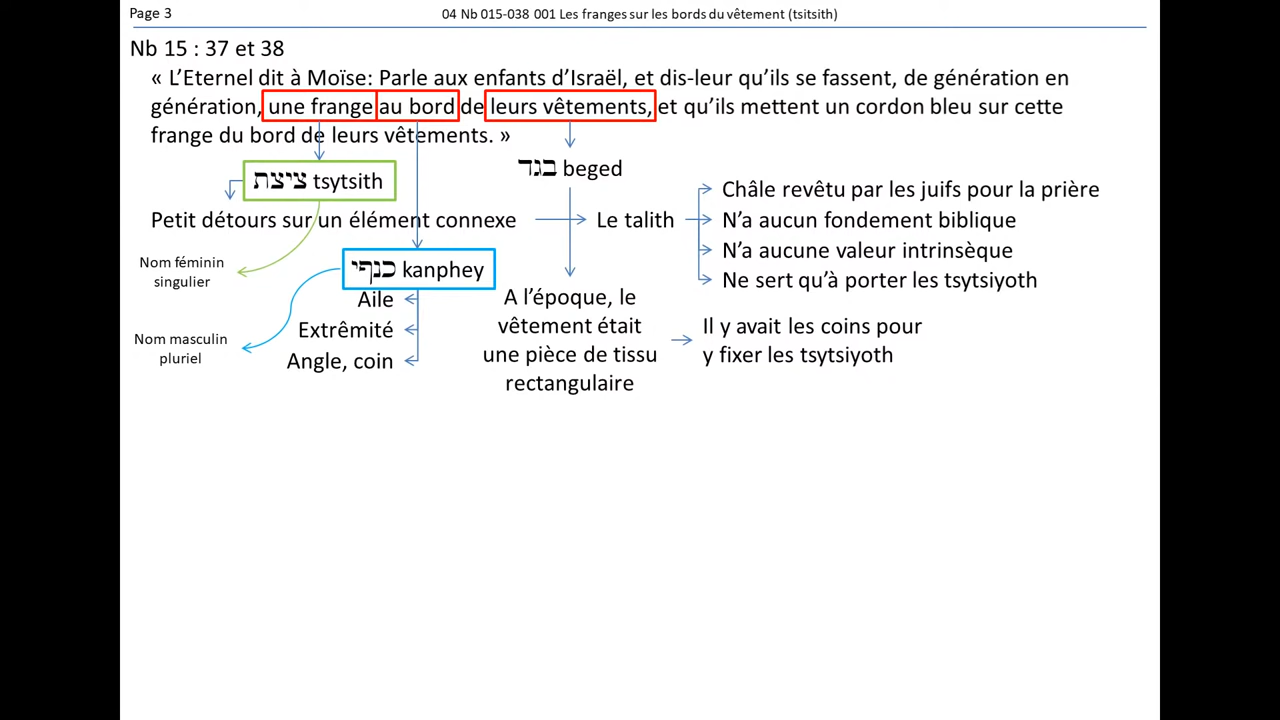 Page 3
04 Nb 015-038 001 Les franges sur les bords du vêtement (tsitsith)
Nb 15 : 37 et 38
« L’Eternel dit à Moïse: Parle aux enfants d’Israël, et dis-leur qu’ils se fassent, de génération en
génération, une frange au bord de leurs vêtements, et qu’ils mettent un cordon bleu sur cette
frange du bord de leurs vêtements. »
ציצת tsytsith
בגד beged
Petit détours sur un élément connexe
Le talith
Châle revêtu par les juifs pour la prière
N’a aucun fondement biblique
N’a aucune valeur intrinsèque
Ne sert qu’à porter les tsytsiyoth
Nom féminin
singulier
כנפי kanphey
Aile
Extrêmité
Angle, coin
Nom masculin
pluriel
A l’époque, le
vêtement était
une pièce de tissu
rectangulaire
Il y avait les coins pour
y fixer les tsytsiyoth